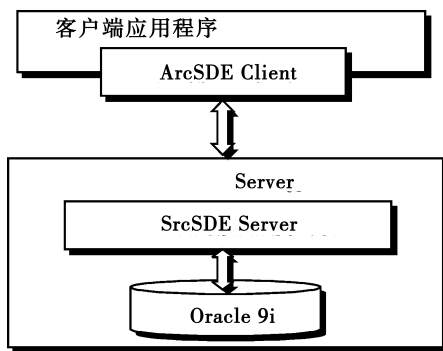 客户端应用程序
ArcSDE Client
Server
SrcSDE Server
Oracle 9i